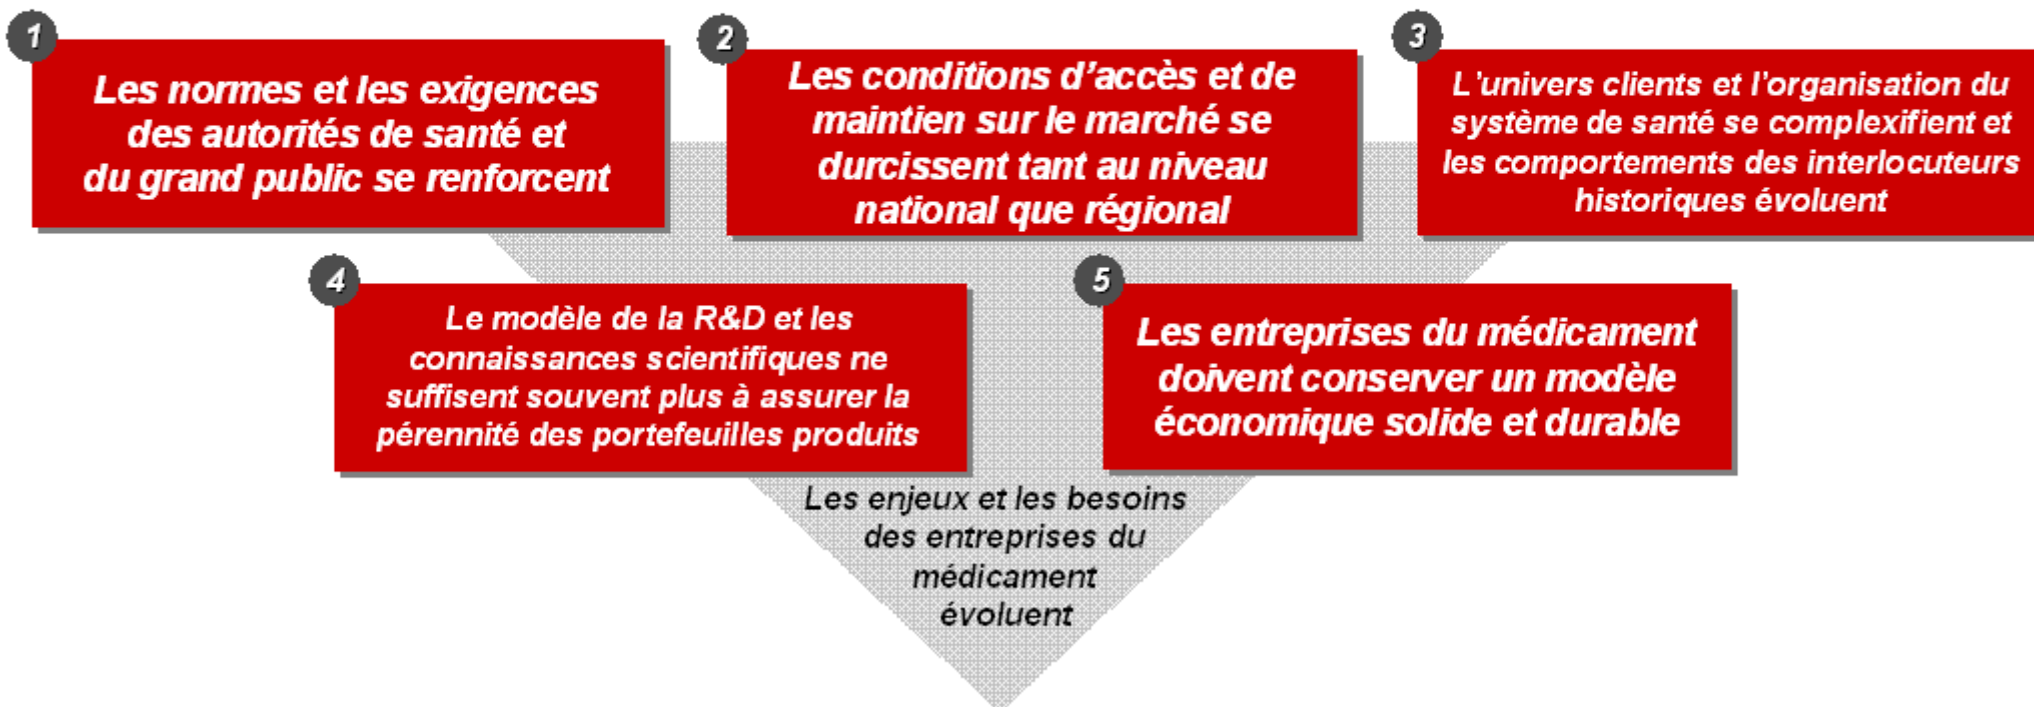 1
Les normes et les exigences
des autorités de santé et
du grand public se renforcent
2
Les conditions d'accès et de
maintien sur le marché se
durcissent tant au niveau
national que régional
3
L'univers clients et l'organisation du
système de santé se complexifient et
les comportements des interlocuteurs
historiques évoluent
4
Le modèle de la R&D et les
connaissances scientifiques ne
suffisent souvent plus à assurer la
pérennité des portefeuilles produits
5
Les entreprises du médicament
doivent conserver un modèle
économique solide et durable
Les enjeux et les besoins
des entreprises du
médicament
évoluent